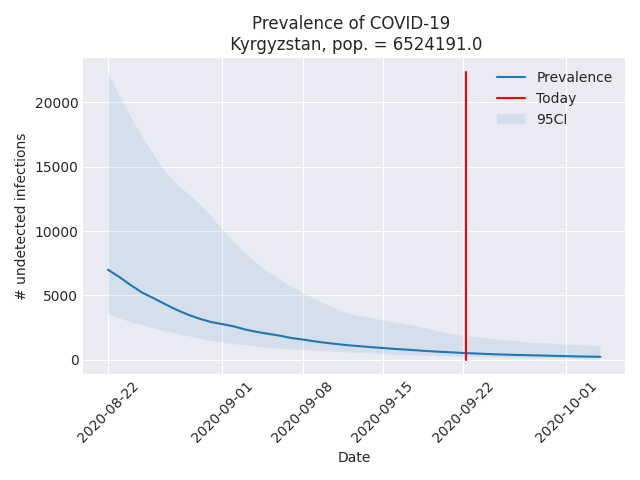 Prevalence of COVID-19
Kyrgyzstan, pop. = 6524191.0
Prevalence
Today
95CI
# undetected infections
20000
15000
10000
5000
0
2020-08-22
2020-09-01
2020-09-08
2020-09-15
2020-09-22
2020-10-01
Date